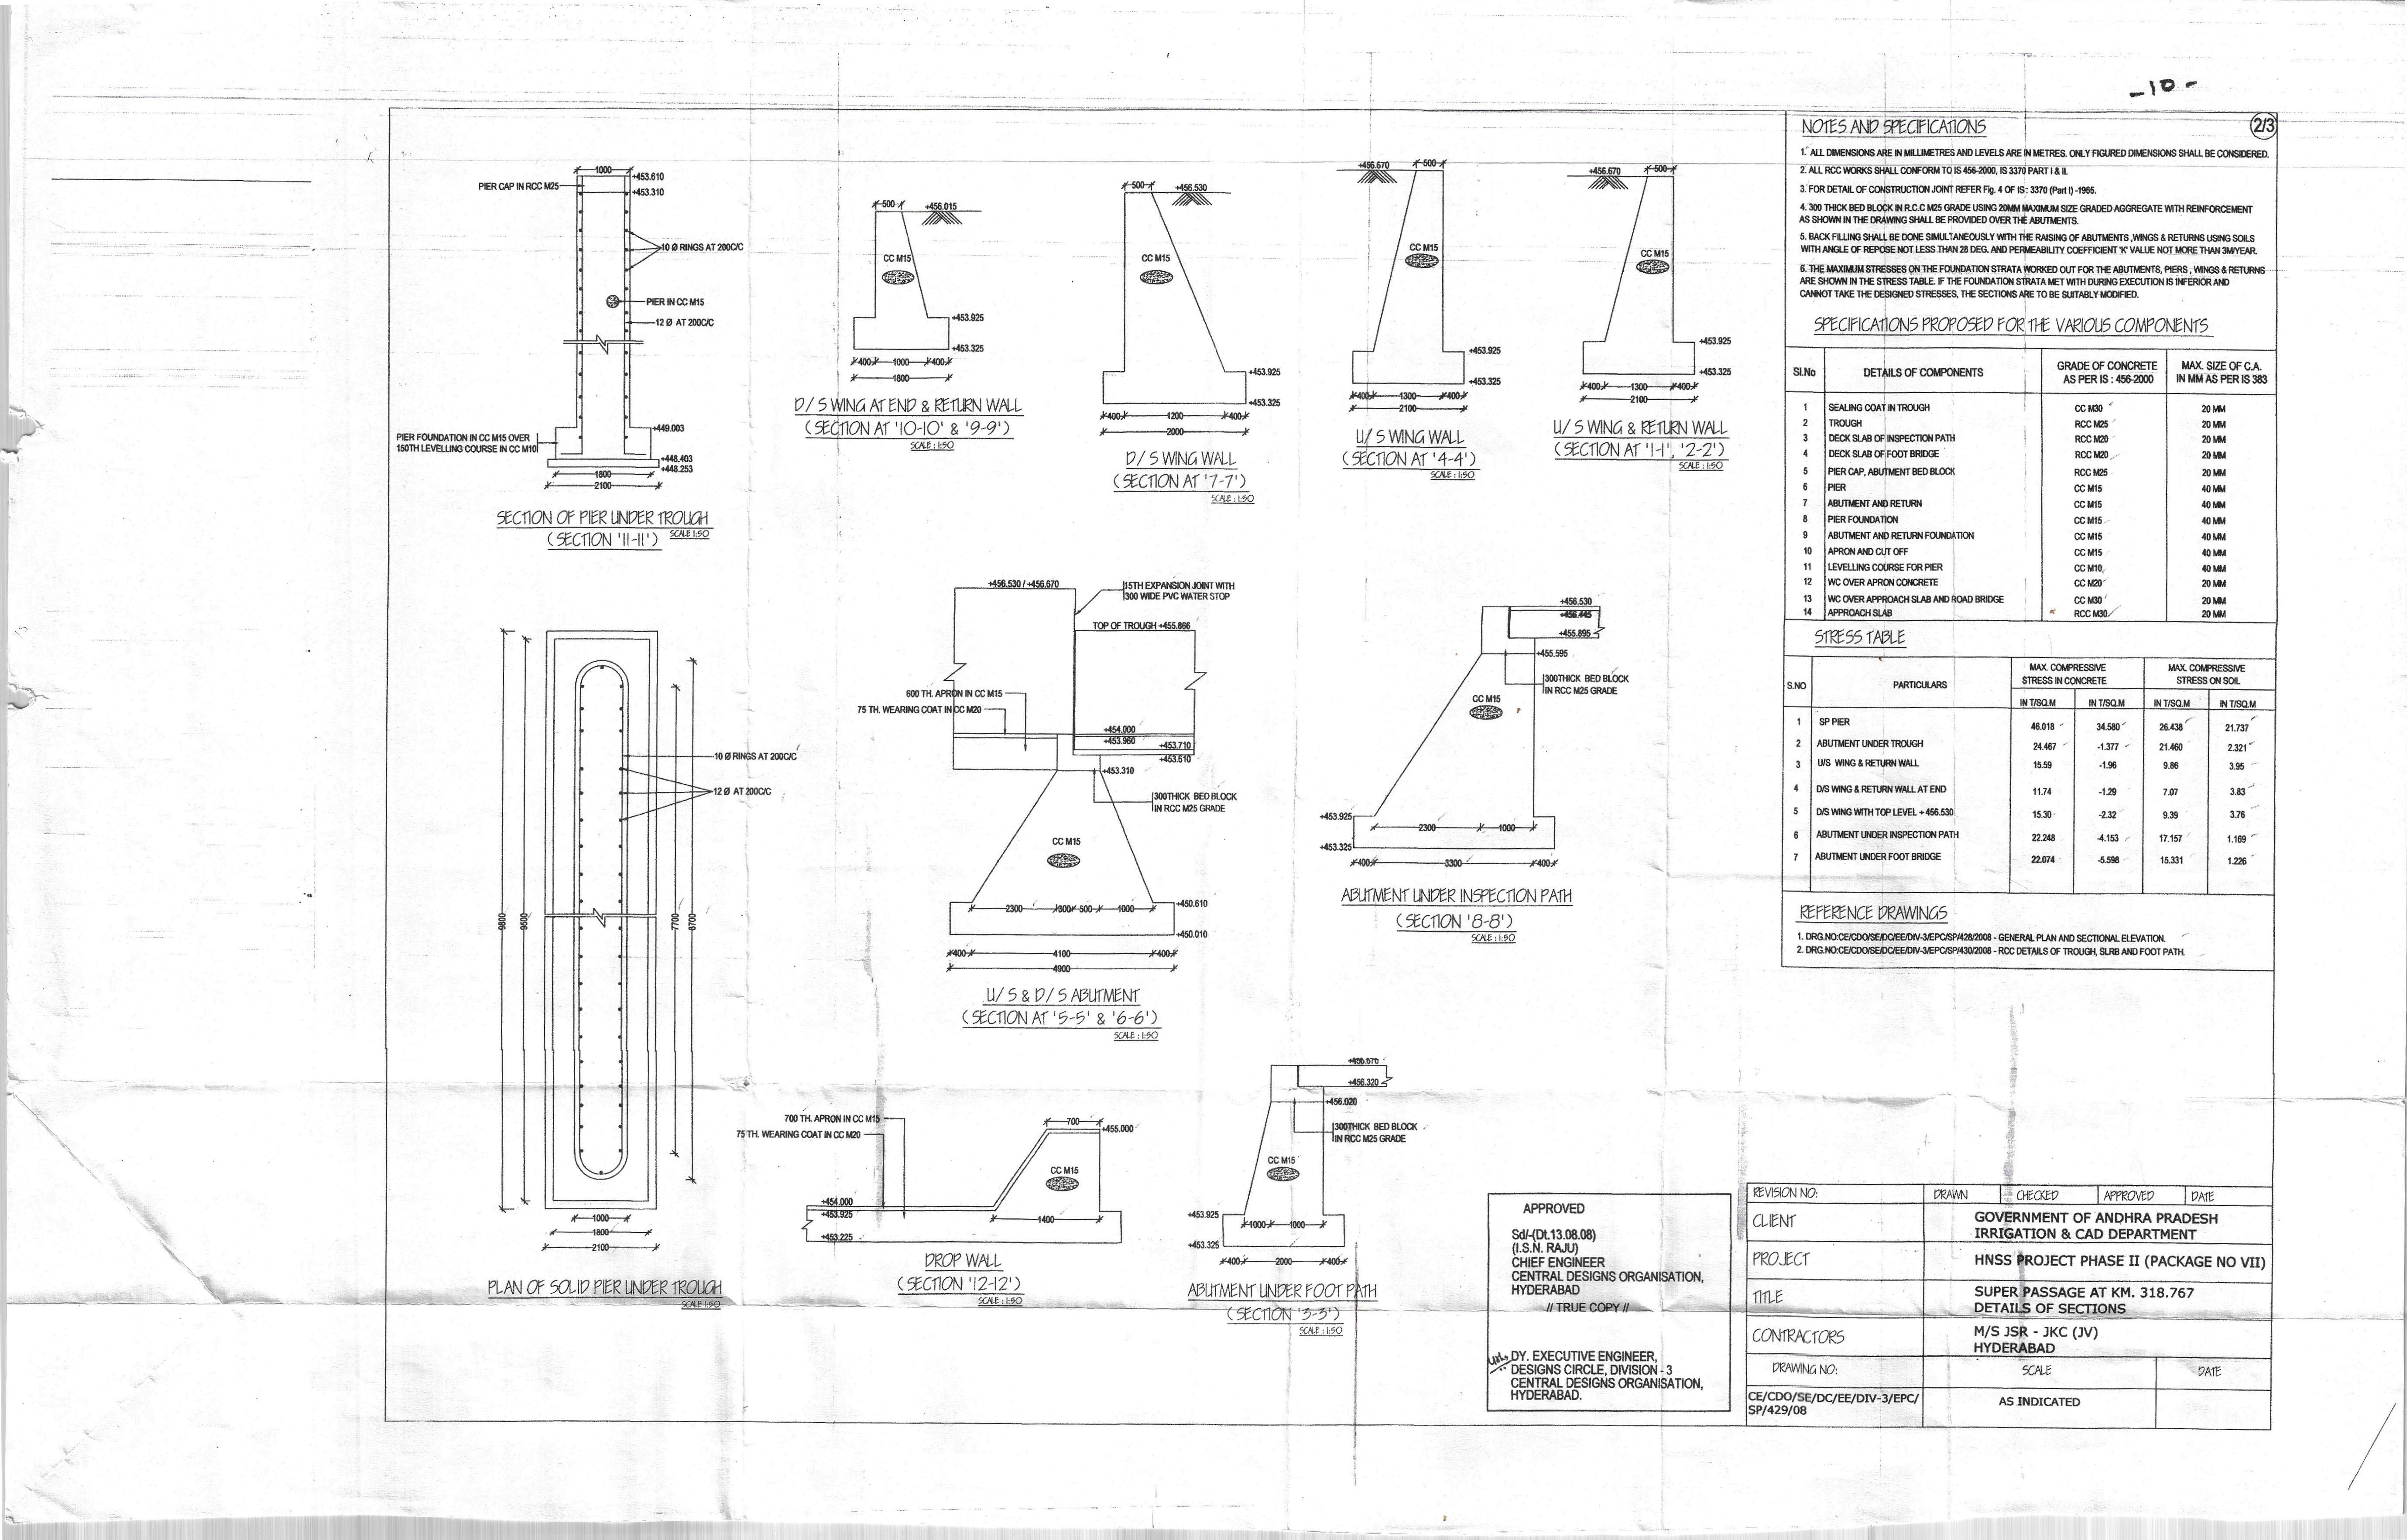 -10-
2/3
NOTES AND SPECIFICATIONS
1. ALL DIMENSIONS ARE IN MILLIMETRES AND LEVELS ARE IN METRES. ONLY FIGURED DIMENSIONS SHALL BE CONSIDERED.
2. ALL RCC WORKS SHALL CONFORM TO IS 456-2000, IS 3370 PART I & II.
3. FOR DETAIL OF CONSTRUCTION JOINT REFER Fig. 4 OF IS : 3370 (Part I) -1965.
4. 300 THICK BED BLOCK IN R.C.C M25 GRADE USING 20MM MAXIMUM SIZE GRADED AGGREGATE WITH REINFORCEMENT
AS SHOWN IN THE DRAWING SHALL BE PROVIDED OVER THE ABUTMENTS.
5. BACK FILLING SHALL BE DONE SIMULTANEOUSLY WITH THE RAISING OF ABUTMENTS ,WINGS & RETURNS USING SOILS
WITH ANGLE OF REPOSE NOT LESS THAN 28 DEG. AND PERMEABILITY COEFFICIENT 'K' VALUE NOT MORE THAN 3M/YEAR.
6. THE MAXIMUM STRESSES ON THE FOUNDATION STRATA WORKED OUT FOR THE ABUTMENTS, PIERS , WINGS & RETURNS
ARE SHOWN IN THE STRESS TABLE. IF THE FOUNDATION STRATA MET WITH DURING EXECUTION IS INFERIOR AND
CANNOT TAKE THE DESIGNED STRESSES, THE SECTIONS ARE TO BE SUITABLY MODIFIED.
SPECIFICATIONS PROPOSED FOR THE VARIOUS COMPONENTS
Sl.No DETAILS OF COMPONENTS GRADE OF CONCRETE AS PER IS : 456-2000 MAX. SIZE OF C.A. IN MM AS PER IS 383
1 SEALING COAT IN TROUGH CC M30 20 MM
2 TROUGH RCC M25 20 MM
3 DECK SLAB OF INSPECTION PATH RCC M20 20 MM
4 DECK SLAB OF FOOT BRIDGE RCC M20 20 MM
5 PIER CAP, ABUTMENT BED BLOCK RCC M25 20 MM
6 PIER CC M15 40 MM
7 ABUTMENT AND RETURN CC M15 40 MM
8 PIER FOUNDATION CC M15 40 MM
9 ABUTMENT AND RETURN FOUNDATION CC M15 40 MM
10 APRON AND CUT OFF CC M15 40 MM
11 LEVELLING COURSE FOR PIER CC M10 40 MM
12 WC OVER APRON CONCRETE CC M20 20 MM
13 WC OVER APPROACH SLAB AND ROAD BRIDGE CC M30 20 MM
14 APPROACH SLAB RCC M30 20 MM
STRESS TABLE
S.NO PARTICULARS MAX. COMPRESSIVE STRESS IN CONCRETE MAX. COMPRESSIVE STRESS ON SOIL
IN T/SQ.M IN T/SQ.M IN T/SQ.M IN T/SQ.M
1 SP PIER 46.018 34.580 26.438 21.737
2 ABUTMENT UNDER TROUGH 24.467 -1.377 21.460 2.321
3 U/S WING & RETURN WALL 15.59 -1.96 9.86 3.95
4 D/S WING & RETURN WALL AT END 11.74 -1.29 7.07 3.83
5 D/S WING WITH TOP LEVEL + 456.530 15.30 -2.32 9.39 3.76
6 ABUTMENT UNDER INSPECTION PATH 22.248 -4.153 17.157 1.169
7 ABUTMENT UNDER FOOT BRIDGE 22.074 -5.598 15.331 1.226
REFERENCE DRAWINGS
1. DRG.NO:CE/CDO/SE/DC/EE/DIV-3/EPC/SP/428/2008 - GENERAL PLAN AND SECTIONAL ELEVATION.
2. DRG.NO:CE/CDO/SE/DC/EE/DIV-3/EPC/SP/430/2008 - RCC DETAILS OF TROUGH, SLRB AND FOOT PATH.
1000
PIER CAP IN RCC M25
+453.610
+453.310
10 Ø RINGS AT 200C/C
PIER IN CC M15
12 Ø AT 200C/C
PIER FOUNDATION IN CC M15 OVER
150TH LEVELLING COURSE IN CC M10
+449.003
+448.403
+448.253
1800
2100
SECTION OF PIER UNDER TROUGH
(SECTION '11-11')
SCALE 1:50
500
+456.015
CC M15
+453.925
+453.325
400 1000 400
1800
D/S WING AT END & RETURN WALL
(SECTION AT '10-10' & '9-9')
SCALE : 1:50
500
+456.530
CC M15
+453.925
+453.325
400 1200 400
2000
D/S WING WALL
(SECTION AT '7-7')
SCALE : 1:50
+456.670
500
CC M15
+453.925
+453.325
400 1300 400
2100
U/S WING WALL
(SECTION AT '4-4')
SCALE : 1:50
+456.670
500
CC M15
+453.925
+453.325
400 1300 400
2100
U/S WING & RETURN WALL
(SECTION AT '1-1', '2-2')
SCALE : 1:50
9800
9500
7700
8700
10 Ø RINGS AT 200C/C
12 Ø AT 200C/C
1000
1800
2100
PLAN OF SOLID PIER UNDER TROUGH
SCALE 1:50
+456.530 / +456.670
15TH EXPANSION JOINT WITH
300 WIDE PVC WATER STOP
TOP OF TROUGH +455.866
600 TH. APRON IN CC M15
75 TH. WEARING COAT IN CC M20
+454.000
+453.960
+453.710
+453.610
+453.310
300THICK BED BLOCK
IN RCC M25 GRADE
CC M15
2300 300 500 1000
+450.610
+450.010
400 4100 400
4900
U/S & D/S ABUTMENT
(SECTION AT '5-5' & '6-6')
SCALE : 1:50
+456.530
+456.445
+455.895
+455.595
300THICK BED BLOCK
IN RCC M25 GRADE
CC M15
+453.925
2300 1000
+453.325
400 3300 400
ABUTMENT UNDER INSPECTION PATH
(SECTION '8-8')
SCALE : 1:50
700 TH. APRON IN CC M15
75 TH. WEARING COAT IN CC M20
700
+455.000
CC M15
+454.000
+453.925
+453.225
1400
DROP WALL
(SECTION '12-12')
SCALE : 1:50
+456.670
+456.320
+456.020
300THICK BED BLOCK
IN RCC M25 GRADE
CC M15
+453.925
1000 1000
+453.325
400 2000 400
ABUTMENT UNDER FOOT PATH
(SECTION '3-3')
SCALE : 1:50
APPROVED
Sd/-(Dt.13.08.08)
(I.S.N. RAJU)
CHIEF ENGINEER
CENTRAL DESIGNS ORGANISATION,
HYDERABAD
// TRUE COPY //
DY. EXECUTIVE ENGINEER,
DESIGNS CIRCLE, DIVISION - 3
CENTRAL DESIGNS ORGANISATION,
HYDERABAD.
REVISION NO: DRAWN CHECKED APPROVED DATE
CLIENT GOVERNMENT OF ANDHRA PRADESH
IRRIGATION & CAD DEPARTMENT
PROJECT HNSS PROJECT PHASE II (PACKAGE NO VII)
TITLE SUPER PASSAGE AT KM. 318.767
DETAILS OF SECTIONS
CONTRACTORS M/S JSR - JKC (JV)
HYDERABAD
DRAWING NO: SCALE DATE
CE/CDO/SE/DC/EE/DIV-3/EPC/
SP/429/08
AS INDICATED